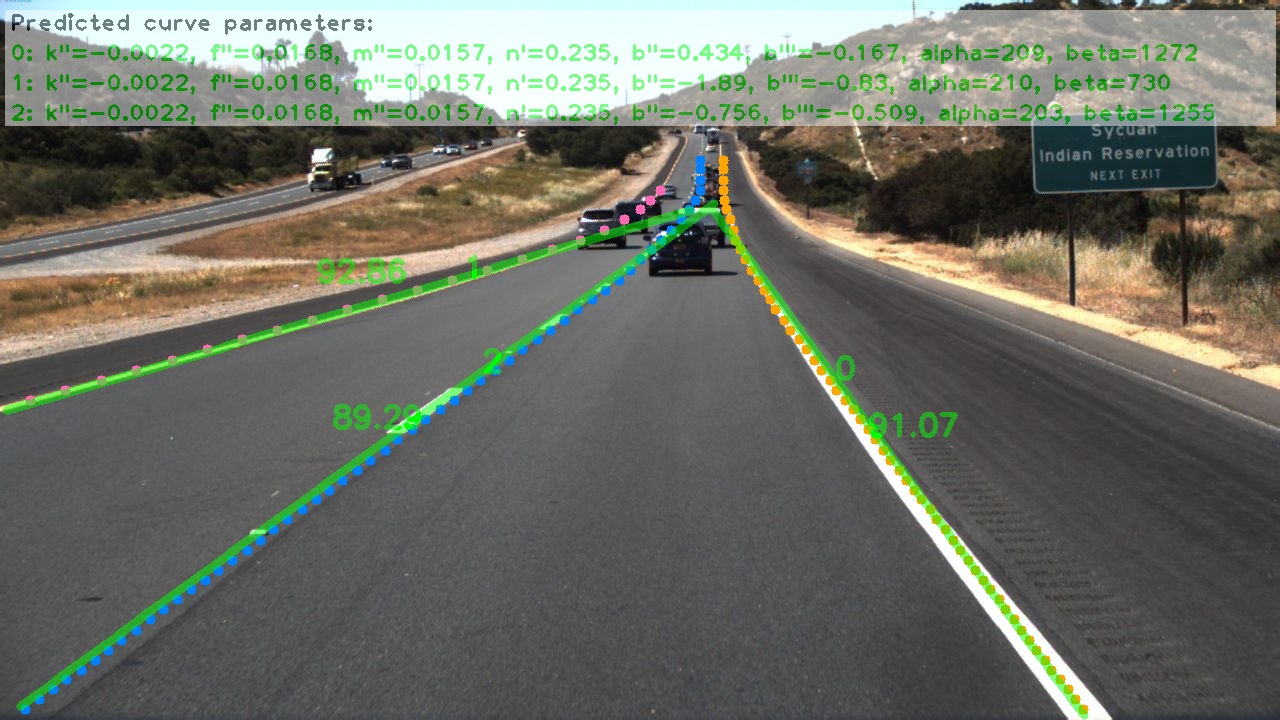 Predicted curve parameters:
0: k''=-0.0022, f''=0.0168, m''=0.0157, n'=0.235, b''=0.434, b'''=-0.167, alpha=209, beta=1272
1: k''=-0.0022, f''=0.0168, m''=0.0157, n'=0.235, b''=-1.89, b'''=-0.83, alpha=210, beta=730
2: k''=-0.0022, f''=0.0168, m''=0.0157, n'=0.235, b''=-0.756, b'''=-0.509, alpha=203, beta=1255
Sycuan
Indian Reservation
NEXT EXIT
92.86 1
2
0
89.29
91.07